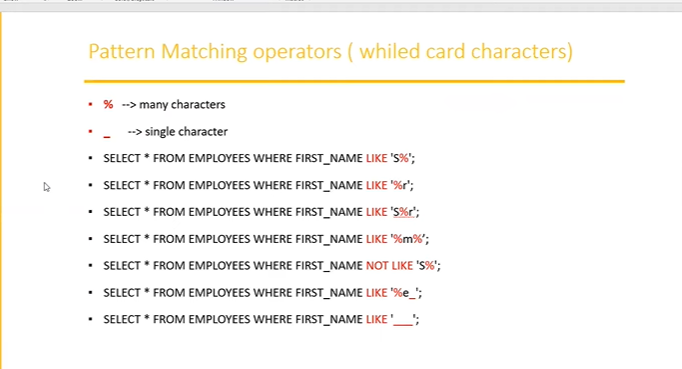 Pattern Matching operators ( whiled card characters)
% --> many characters
_ --> single character
SELECT * FROM EMPLOYEES WHERE FIRST_NAME LIKE 'S%';
SELECT * FROM EMPLOYEES WHERE FIRST_NAME LIKE '%r';
SELECT * FROM EMPLOYEES WHERE FIRST_NAME LIKE 'S%r';
SELECT * FROM EMPLOYEES WHERE FIRST_NAME LIKE '%m%’;
SELECT * FROM EMPLOYEES WHERE FIRST_NAME NOT LIKE 'S%';
SELECT * FROM EMPLOYEES WHERE FIRST_NAME LIKE '%e_';
SELECT * FROM EMPLOYEES WHERE FIRST_NAME LIKE '___';